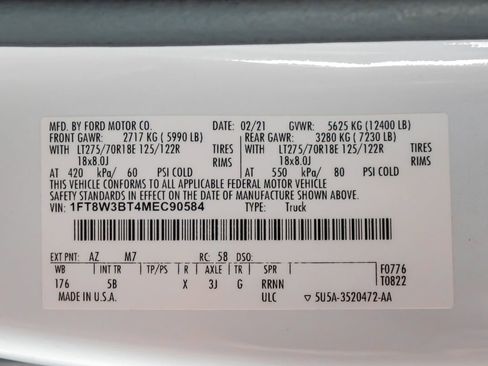 MFD. BY FORD MOTOR CO. DATE: 02/21 GVWR: 5625 KG (12400 LB)
FRONT GAWR: 2717 KG ( 5990 LB) REAR GAWR: 3280 KG ( 7230 LB)
WITH LT275/70R18E 125/122R TIRES WITH LT275/70R18E 125/122R TIRES
18x8.0J RIMS 18x8.0J RIMS
AT 420 kPa/ 60 PSI COLD AT 550 kPa/ 80 PSI COLD
THIS VEHICLE CONFORMS TO ALL APPLICABLE FEDERAL MOTOR VEHICLE
SAFETY STANDARDS IN EFFECT ON THE DATE OF MANUFACTURE SHOWN ABOVE.
VIN: 1FT8W3BT4MEC90584 TYPE: Truck
EXT PNT: AZ M7 RC: 58 DSO:
WB INT TR TP/PS R AXLE TR SPR F0776
176 5B X 3J G RRNN T0822
MADE IN U.S.A. ULC ▽ 5U5A-3520472-AA